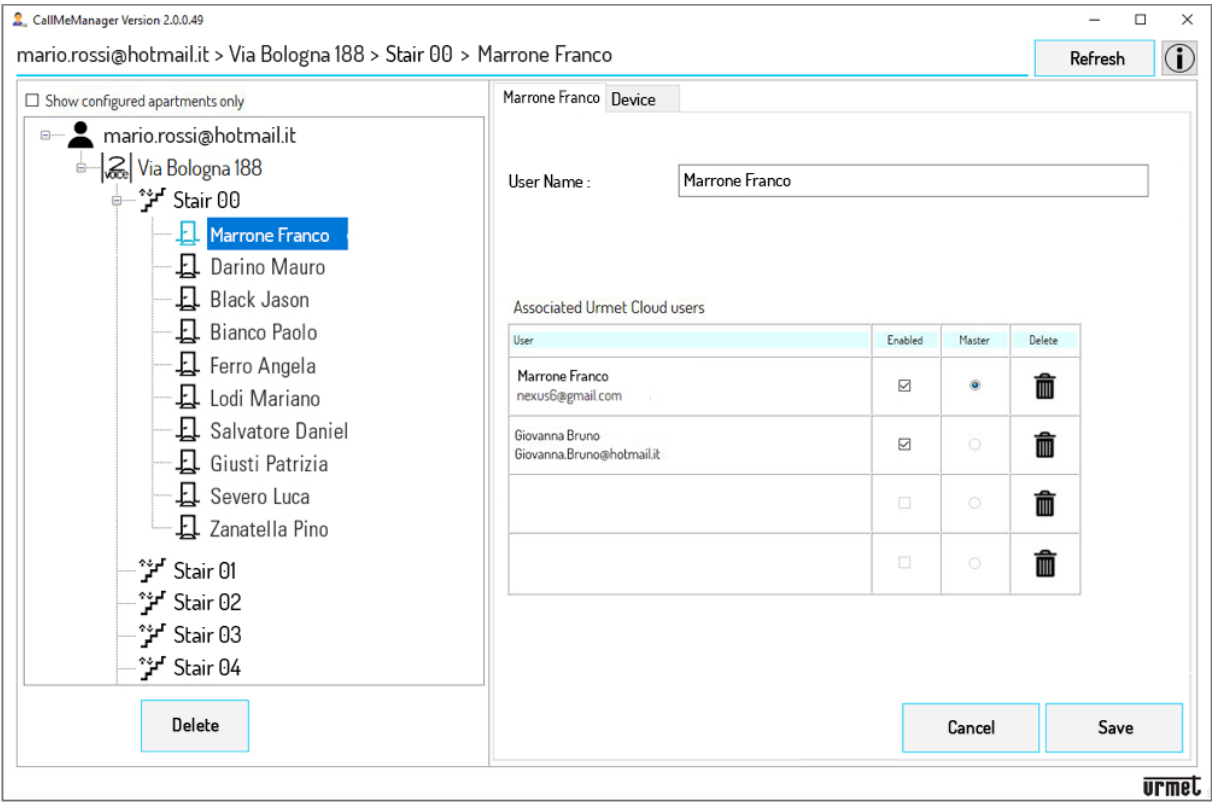 CallMeManager Version 2.0.0.49
mario.rossi@hotmail.it > Via Bologna 188 > Stair 00 > Marrone Franco
Refresh
i
Show configured apartments only
mario.rossi@hotmail.it
2 VOICE Via Bologna 188
Stair 00
Marrone Franco
Darino Mauro
Black Jason
Bianco Paolo
Ferro Angela
Lodi Mariano
Salvatore Daniel
Giusti Patrizia
Severo Luca
Zanatella Pino
Stair 01
Stair 02
Stair 03
Stair 04
Delete
Marrone Franco Device
User Name : Marrone Franco
Associated Urmet Cloud users
User Enabled Master Delete
Marrone Franco
nexus6@gmail.com
Giovanna Bruno
Giovanna.Bruno@hotmail.it
Cancel Save
urmet